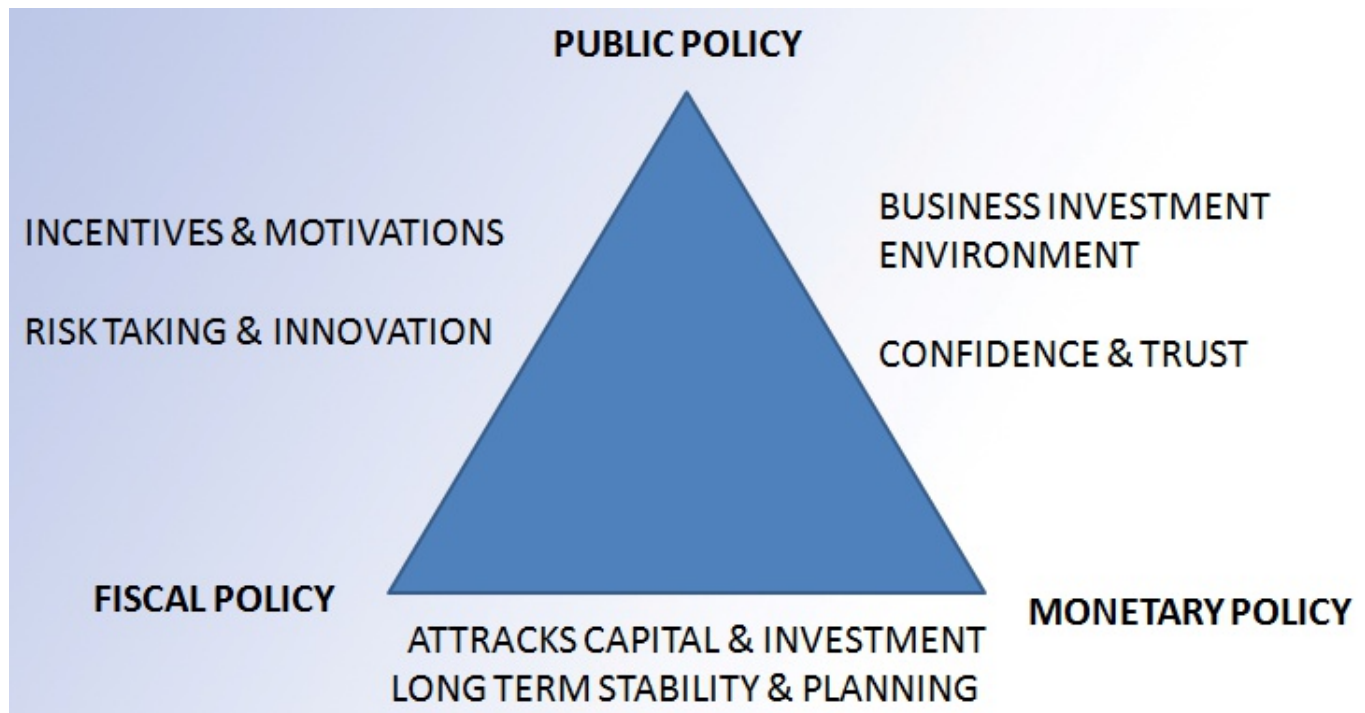 PUBLIC POLICY
INCENTIVES & MOTIVATIONS
RISK TAKING & INNOVATION
BUSINESS INVESTMENT
ENVIRONMENT
CONFIDENCE & TRUST
FISCAL POLICY
MONETARY POLICY
ATTRACKS CAPITAL & INVESTMENT
LONG TERM STABILITY & PLANNING